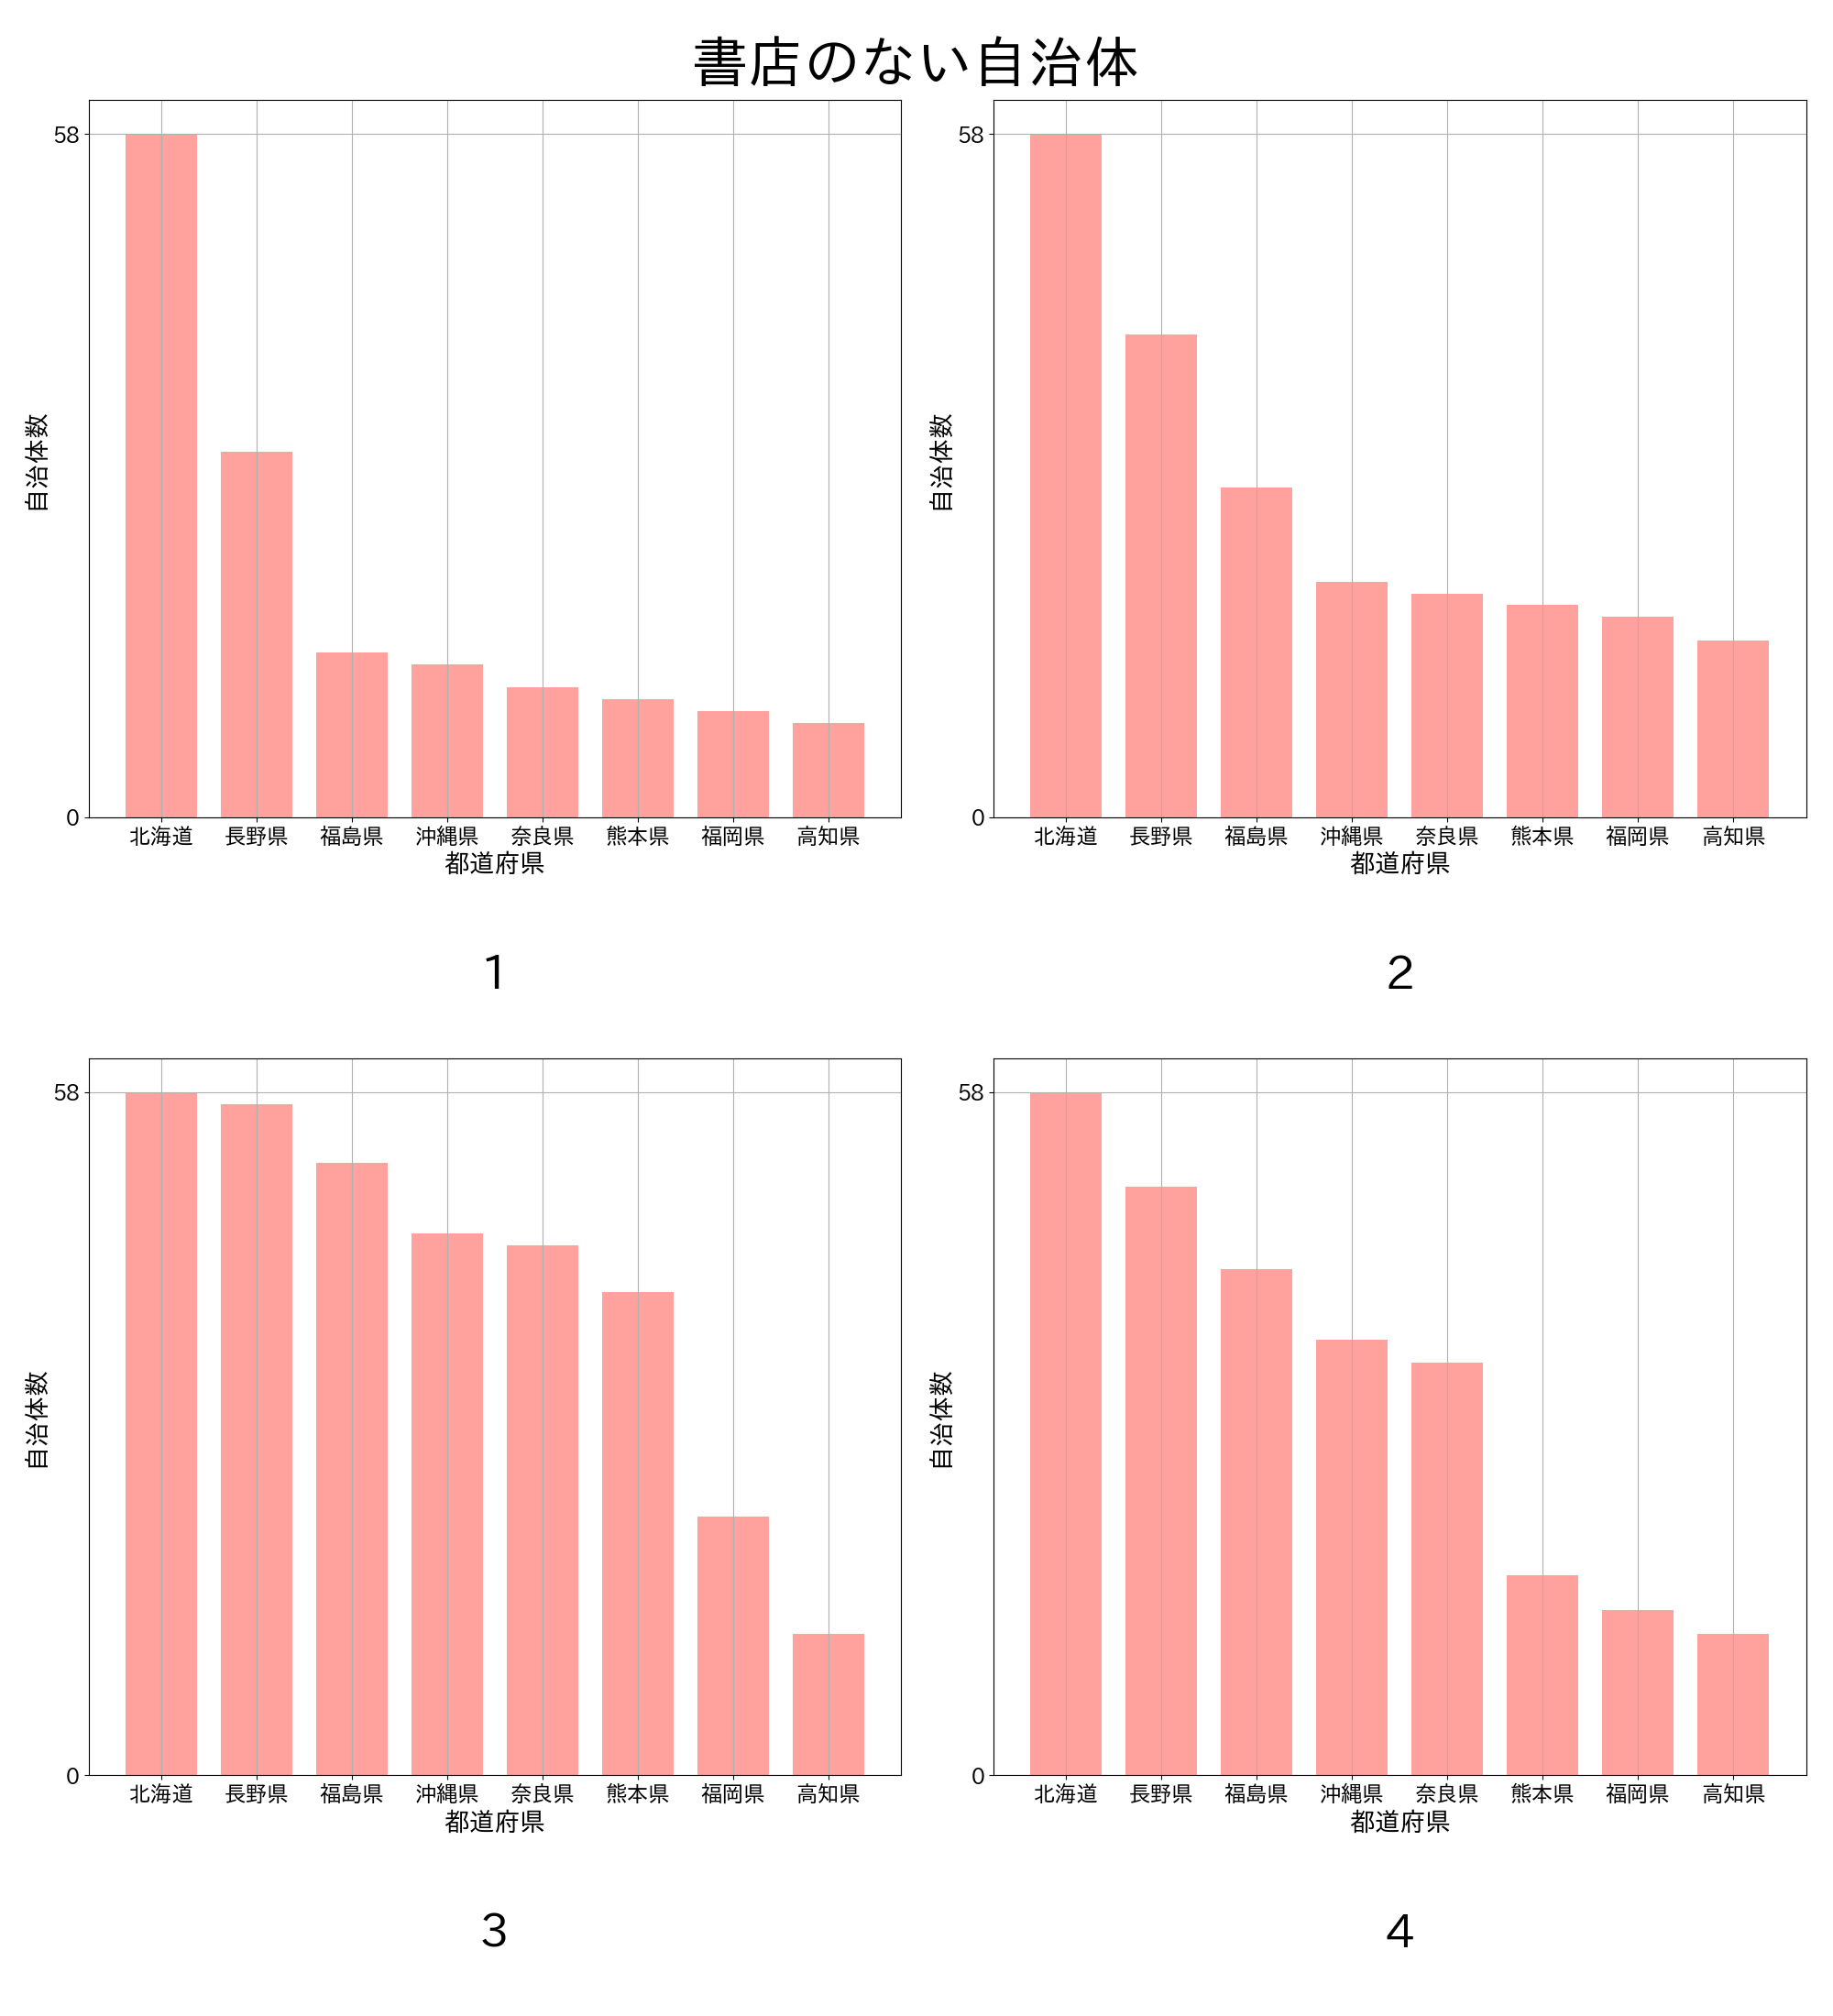 書店のない自治体
58
0
自治体数
北海道 長野県 福島県 沖縄県 奈良県 熊本県 福岡県 高知県
都道府県
1
58
0
自治体数
北海道 長野県 福島県 沖縄県 奈良県 熊本県 福岡県 高知県
都道府県
2
58
0
自治体数
北海道 長野県 福島県 沖縄県 奈良県 熊本県 福岡県 高知県
都道府県
3
58
0
自治体数
北海道 長野県 福島県 沖縄県 奈良県 熊本県 福岡県 高知県
都道府県
4